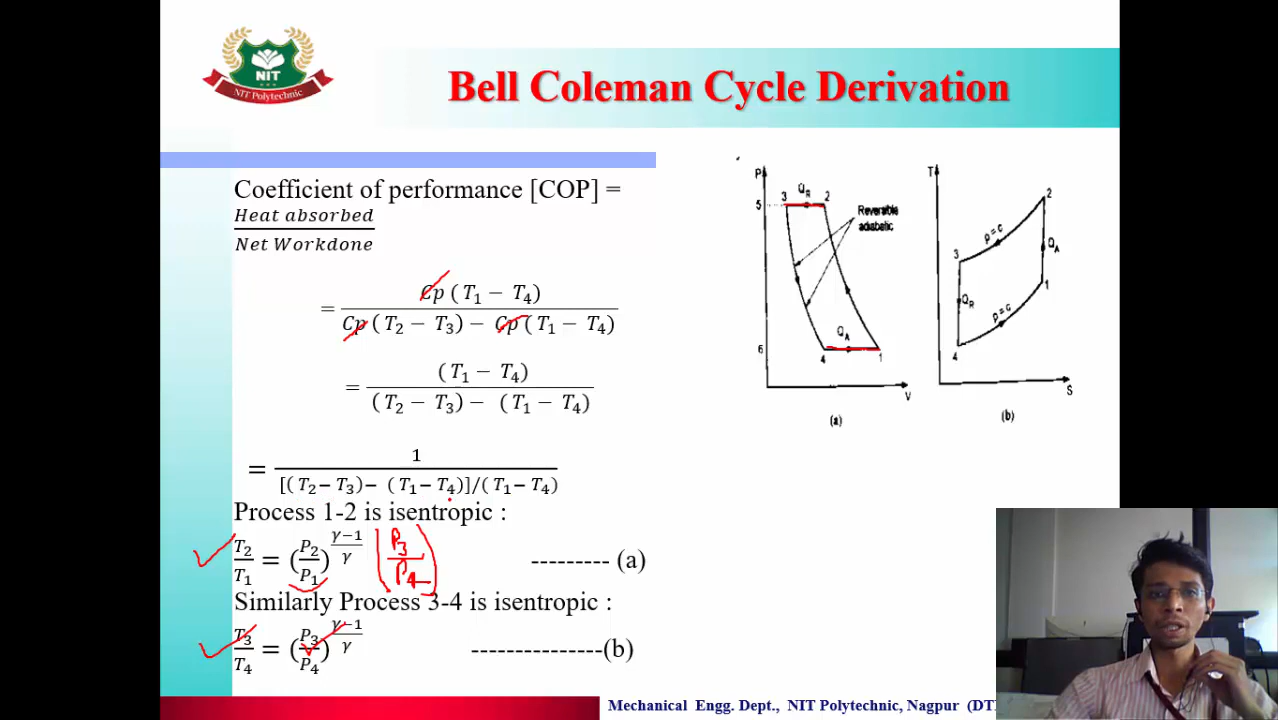 NIT
NIT Polytechnic
Bell Coleman Cycle Derivation
Coefficient of performance [COP] =
Heat absorbed
Net Workdone
= Cp (T₁ − T₄)
Cp (T₂ − T₃) − Cp (T₁ − T₄)
= (T₁ − T₄)
(T₂ − T₃) − (T₁ − T₄)
= 1
[(T₂− T₃)− (T₁−T₄)]/(T₁−T₄)
Process 1-2 is isentropic :
T₂/T₁ = (P₂/P₁)^((γ−1)/γ) (P₃/P₄) --------- (a)
Similarly Process 3-4 is isentropic :
T₃/T₄ = (P₃/P₄)^((γ−1)/γ) ---------------(b)
P
3 Q_R 2
5
Reversible
adiabatic
Q_A
6
4 1
V
(a)
T
2
p=c
3
Q_A
Q_R
1
p=c
4
S
(b)
Mechanical Engg. Dept., NIT Polytechnic, Nagpur (DT